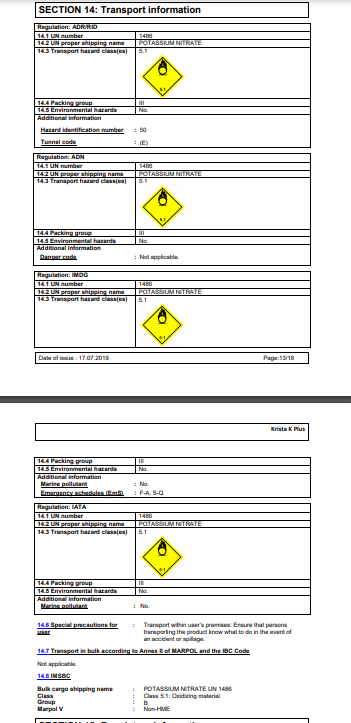 SECTION 14: Transport information
Regulation: ADR/RID
14.1 UN number 1486
14.2 UN proper shipping name POTASSIUM NITRATE
14.3 Transport hazard class(es) 5.1
5.1
14.4 Packing group III
14.5 Environmental hazards No.
Additional information
Hazard identification number : 50
Tunnel code : (E)
Regulation: ADN
14.1 UN number 1486
14.2 UN proper shipping name POTASSIUM NITRATE
14.3 Transport hazard class(es) 5.1
5.1
14.4 Packing group III
14.5 Environmental hazards No.
Additional information
Danger code : Not applicable.
Regulation: IMDG
14.1 UN number 1486
14.2 UN proper shipping name POTASSIUM NITRATE
14.3 Transport hazard class(es) 5.1
5.1
Date of issue : 17.07.2019 Page:13/18
Krista K Plus
14.4 Packing group III
14.5 Environmental hazards No.
Additional information
Marine pollutant : No.
Emergency schedules (EmS) : F-A, S-Q
Regulation: IATA
14.1 UN number 1486
14.2 UN proper shipping name POTASSIUM NITRATE
14.3 Transport hazard class(es) 5.1
5.1
14.4 Packing group III
14.5 Environmental hazards No.
Additional information
Marine pollutant : No.
14.6 Special precautions for : Transport within user's premises: Ensure that persons
user transporting the product know what to do in the event of
an accident or spillage.
14.7 Transport in bulk according to Annex II of MARPOL and the IBC Code
Not applicable.
14.8 IMSBC
Bulk cargo shipping name : POTASSIUM NITRATE UN 1486
Class : Class 5.1: Oxidizing material.
Group : B
Marpol V : Non-HME